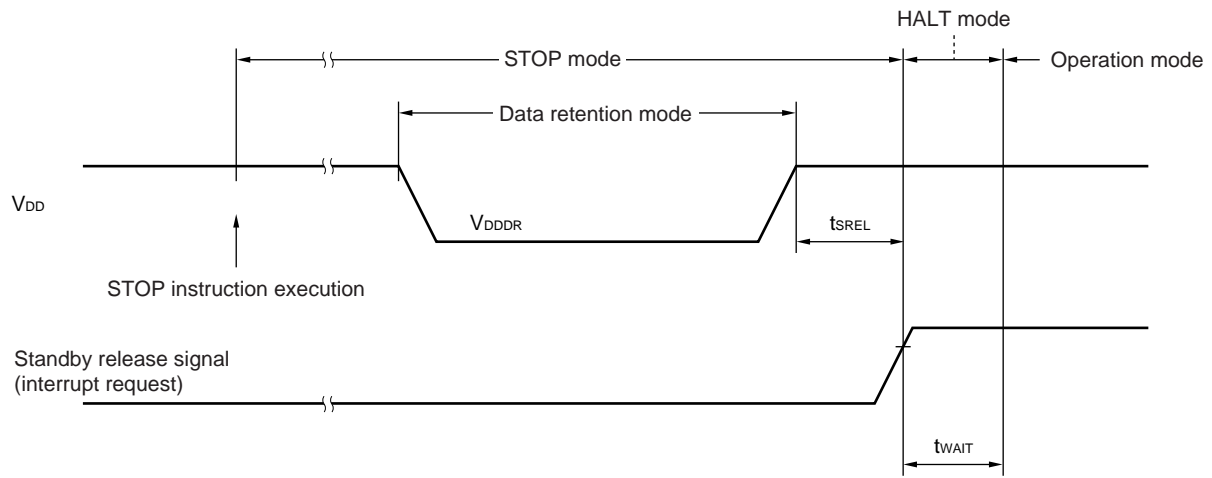 HALT mode
STOP mode
Operation mode
Data retention mode
VDD
VDDDR
tSREL
STOP instruction execution
Standby release signal
(interrupt request)
tWAIT